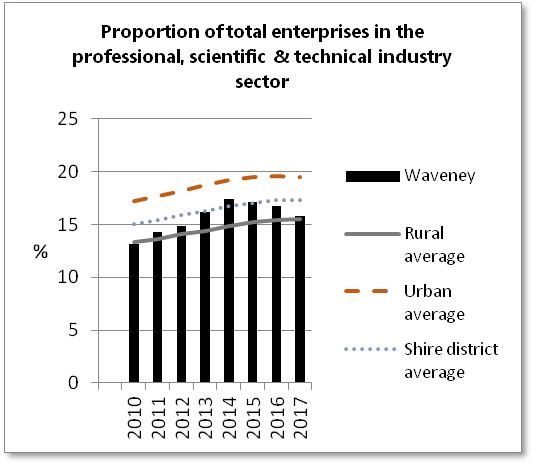 Proportion of total enterprises in the
professional, scientific & technical industry
sector
25
20
15
10
5
0
%
2010
2011
2012
2013
2014
2015
2016
2017
Waveney
Rural
average
Urban
average
Shire district
average